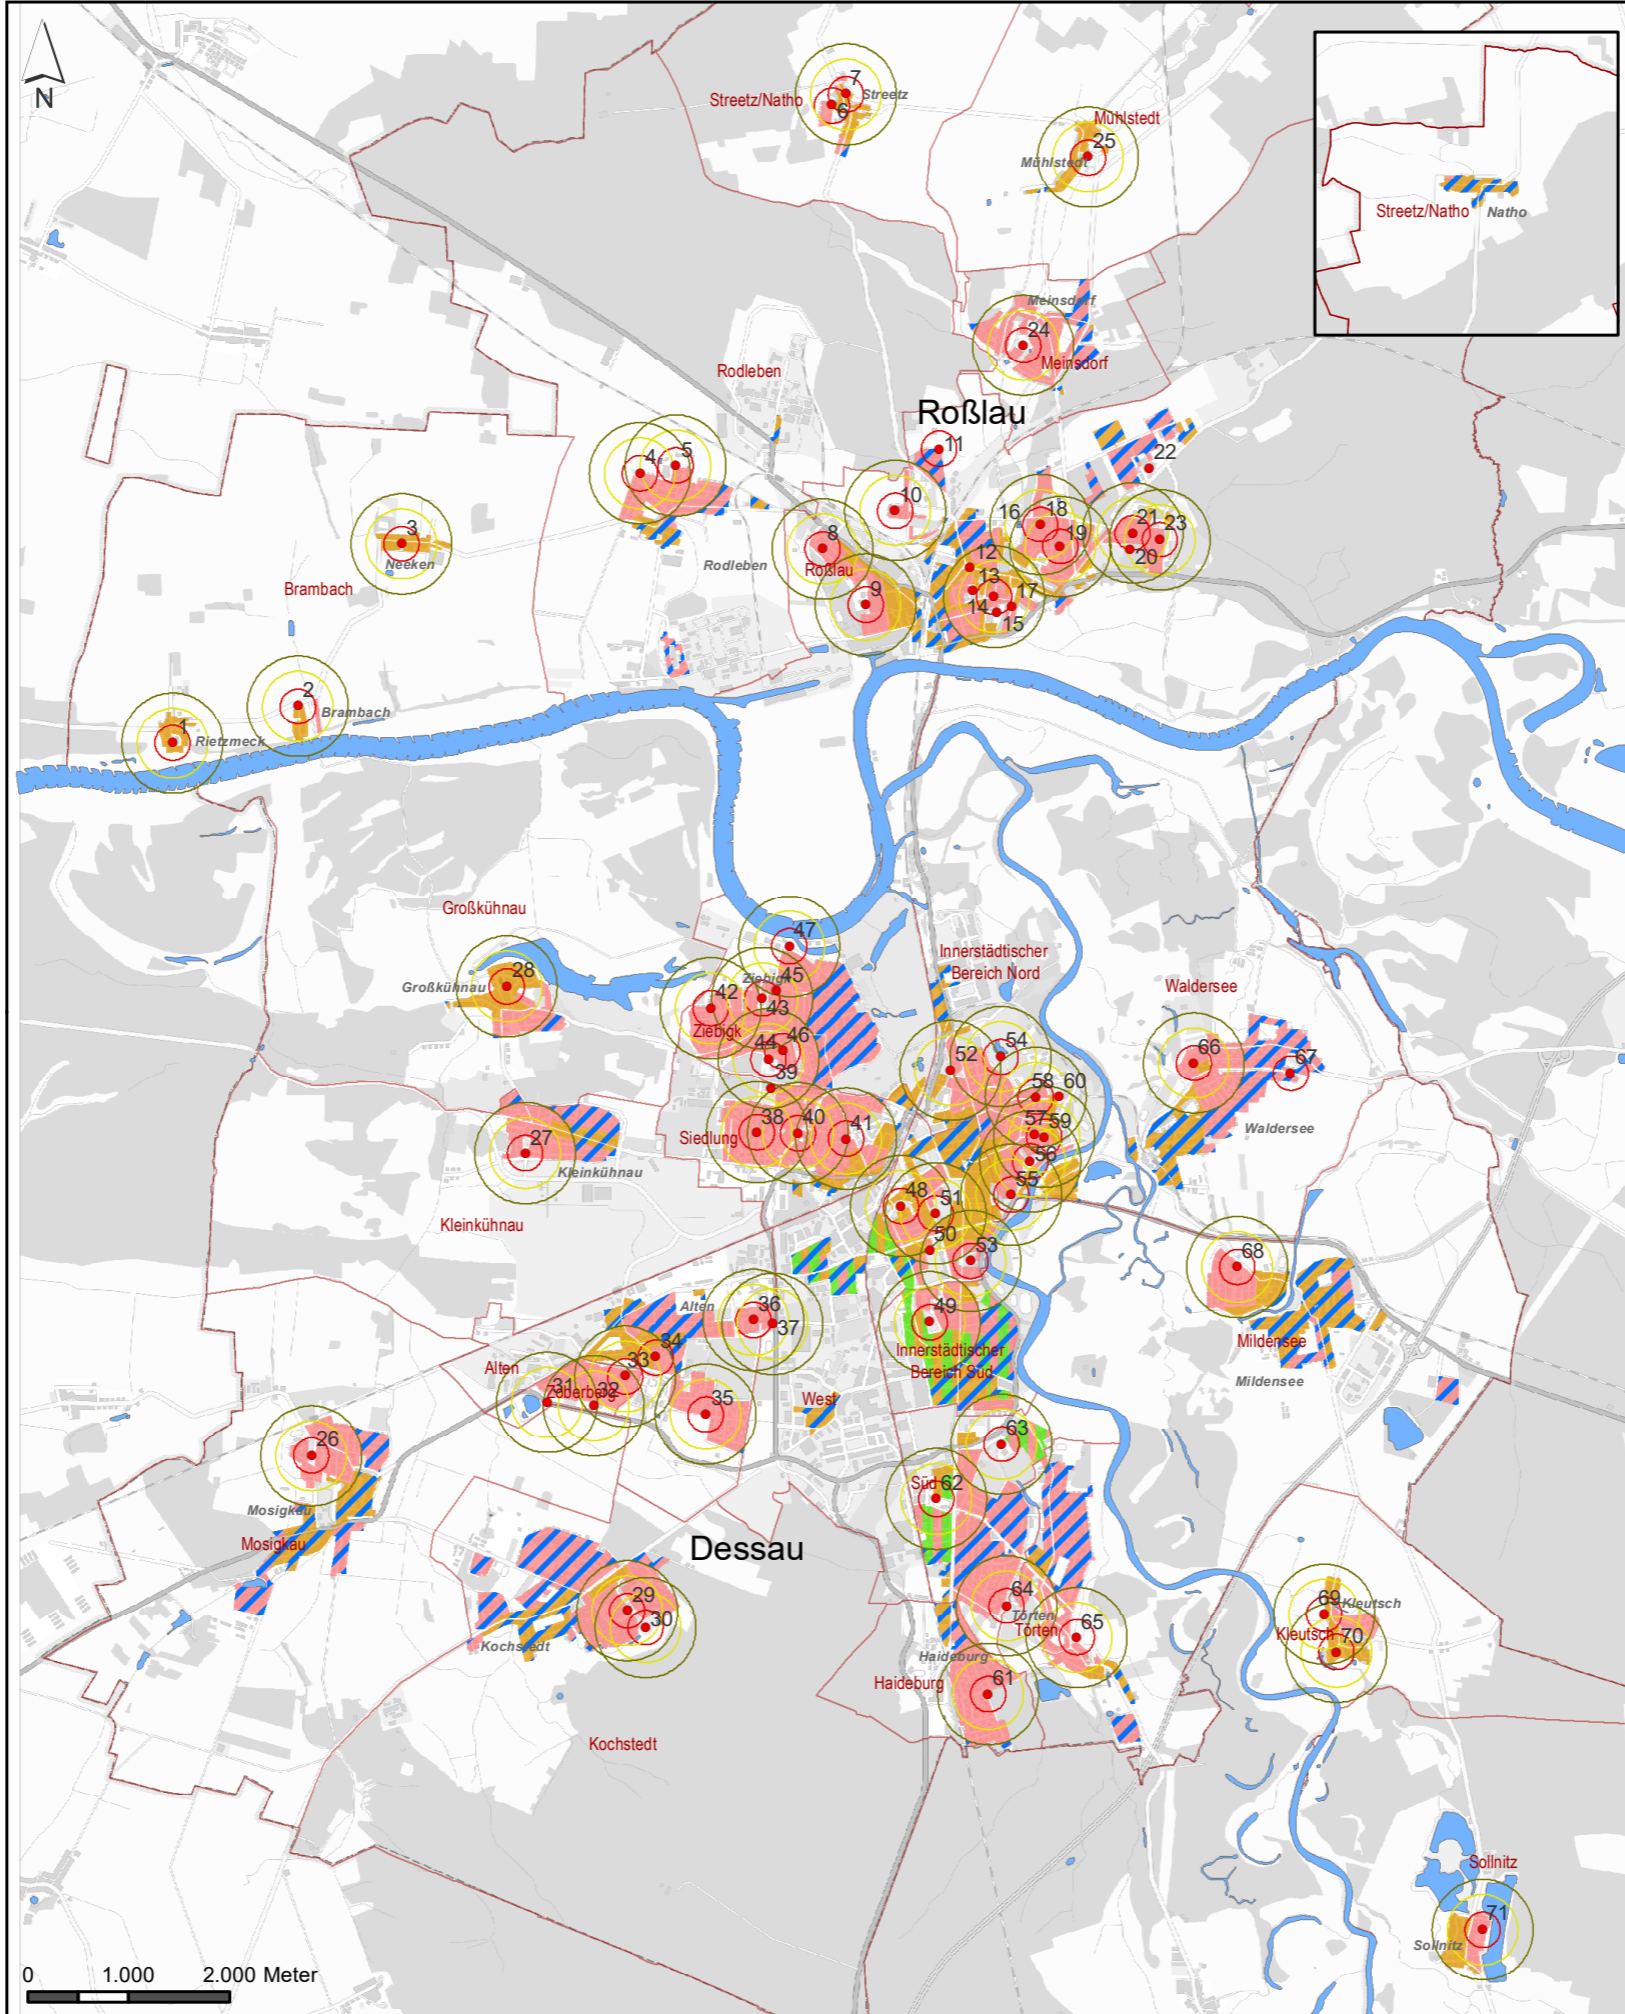 N
7
Streetz
Streetz/Natho
6
Mühlstedt
25
Mühlstedt
Streetz/Natho
Natho
Meinsdorf
24
Meinsdorf
Rodleben
Roßlau
11
5
4
22
10
16
18
21
23
3
8
19
20
Neeken
Rodleben
Roßlau
12
Brambach
13
9
17
14
15
2
Brambach
1
Rietzmeck
Großkühnau
47
Innerstädtischer
Bereich Nord
28
45
Ziebigk
Großkühnau
Waldersee
42
43
Ziebigk
46
54
44
52
66
67
39
58
60
38
40
41
57
59
Siedlung
Waldersee
27
56
Kleinkühnau
55
48
51
Kleinkühnau
50
53
68
Alten
36
49
37
Mildensee
34
Innerstädtischer
Bereich Süd
33
Alten
31
32
Zoberberg
Mildensee
35
West
26
63
Süd
62
Mosigkau
Mosigkau
Dessau
29
64
69
Kleutsch
30
Törten
Törten
65
Kleutsch
70
Kochstedt
Haideburg
Haideburg
61
Kochstedt
Sollnitz
71
Sollnitz
0
1.000
2.000 Meter